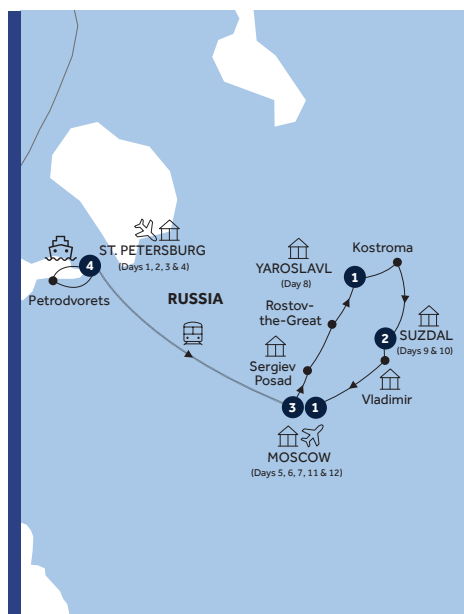 4
ST. PETERSBURG
(Days 1, 2, 3 & 4)
Petrodvorets
RUSSIA
Kostroma
YAROSLAVL
(Day 8)
1
Rostov-
the-Great
2
SUZDAL
(Days 9 & 10)
Sergiev
Posad
Vladimir
3
1
MOSCOW
(Days 5, 6, 7, 11 & 12)